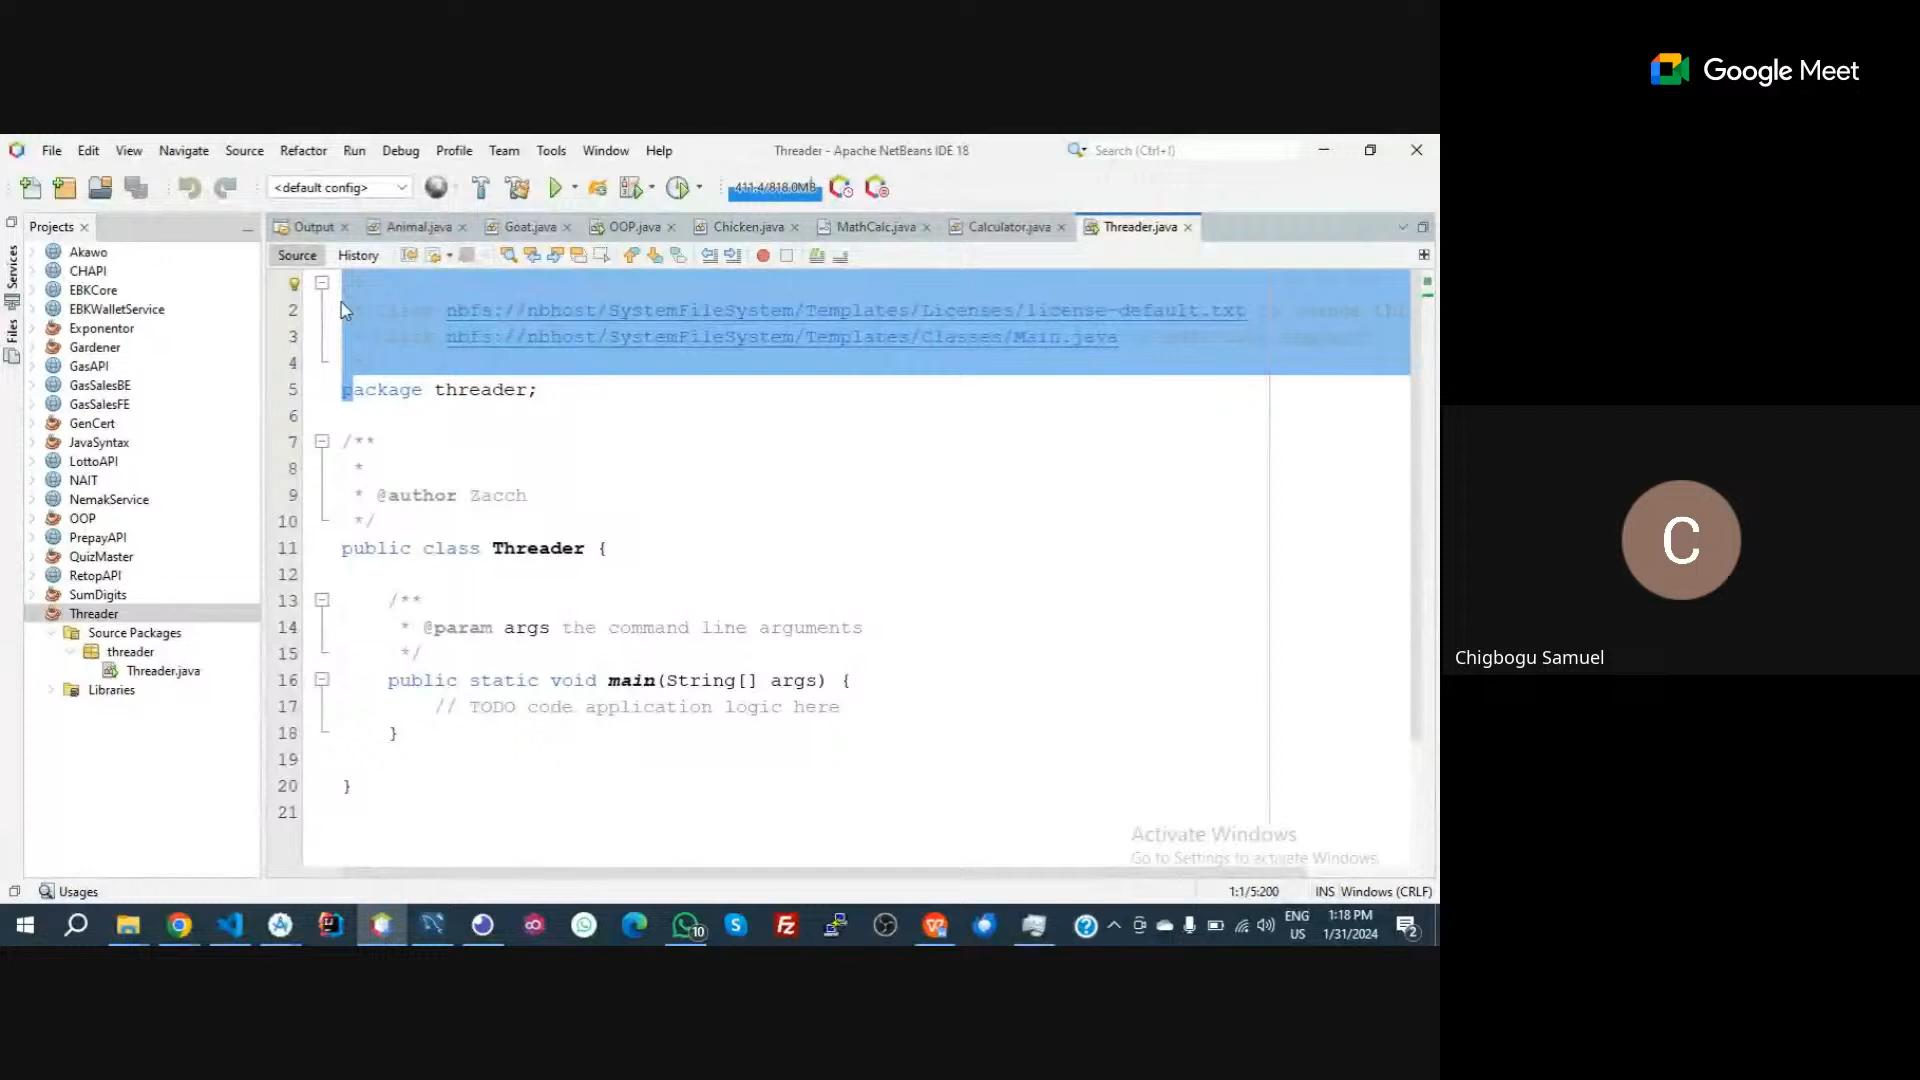 Google Meet
File Edit View Navigate Source Refactor Run Debug Profile Team Tools Window Help
Threader - Apache NetBeans IDE 18
Search (Ctrl+I)
<default config>
411.4/818.0MB
Projects
Output
Animal.java
Goat.java
OOP.java
Chicken.java
MathCalc.java
Calculator.java
Threader.java
Source
History
Services
Files
Akawo
CHAPI
EBKCore
EBKWalletService
Exponentor
Gardener
GasAPI
GasSalesBE
GasSalesFE
GenCert
JavaSyntax
LottoAPI
NAIT
NemakService
OOP
PrepayAPI
QuizMaster
RetopAPI
SumDigits
Threader
Source Packages
threader
Threader.java
Libraries
2 nbfs://nbhost/SystemFileSystem/Templates/Licenses/license-default.txt
3 nbfs://nbhost/SystemFileSystem/Templates/Classes/Main.java
4
5 package threader;
6
7 /**
8 *
9 * @author Zacch
10 */
11 public class Threader {
12
13 /**
14 * @param args the command line arguments
15 */
16 public static void main(String[] args) {
17 // TODO code application logic here
18 }
19
20 }
21
Activate Windows
Go to Settings to activate Windows.
Usages
1:1/5:200
INS Windows (CRLF)
10
ENG
US
1:18 PM
1/31/2024
2
C
Chigbogu Samuel